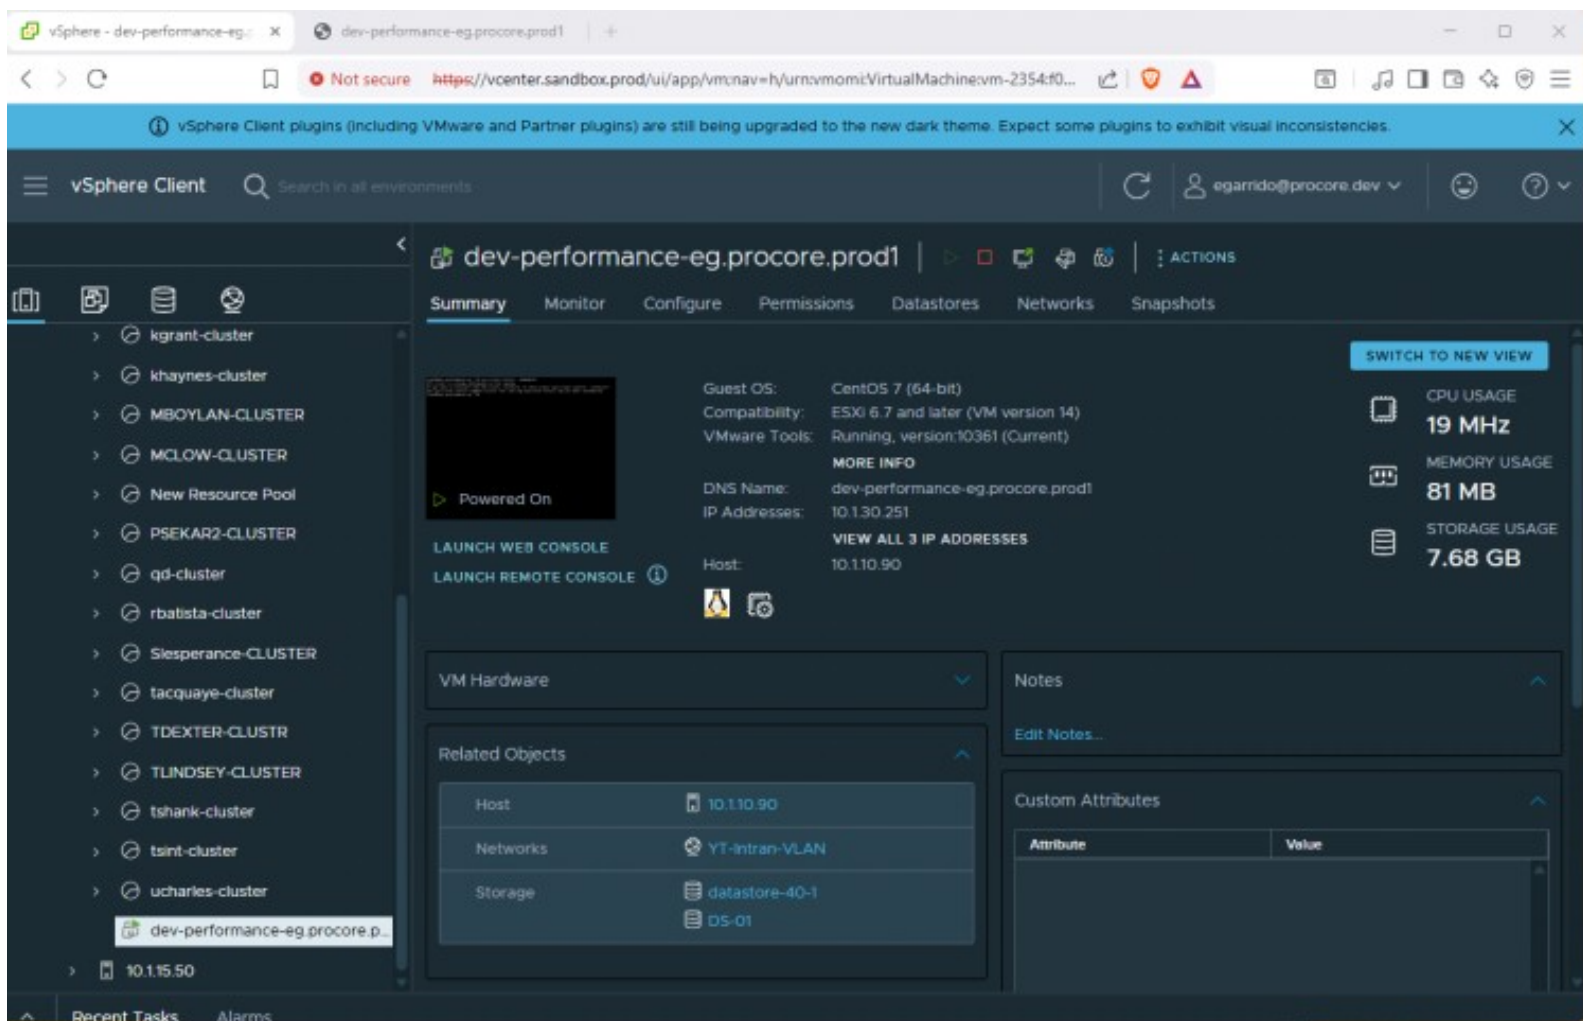 vSphere - dev-performance-eg.
dev-performance-eg.procore.prod1
Not secure https://vcenter.sandbox.prod/ui/app/vm;nav=h/urn:vmomi:VirtualMachine:vm-2354:f0...
vSphere Client plugins (including VMware and Partner plugins) are still being upgraded to the new dark theme. Expect some plugins to exhibit visual inconsistencies.
vSphere Client
Search in all environments
egarrido@procore.dev
dev-performance-eg.procore.prod1
ACTIONS
Summary Monitor Configure Permissions Datastores Networks Snapshots
kgrant-cluster
khaynes-cluster
MBOYLAN-CLUSTER
MCLOW-CLUSTER
New Resource Pool
PSEKAR2-CLUSTER
qd-cluster
rbatista-cluster
Slesperance-CLUSTER
tacquaye-cluster
TDEXTER-CLUSTR
TLINDSEY-CLUSTER
tshank-cluster
tsint-cluster
ucharles-cluster
dev-performance-eg.procore.p...
10.1.15.50
SWITCH TO NEW VIEW
Powered On
LAUNCH WEB CONSOLE
LAUNCH REMOTE CONSOLE
Guest OS: CentOS 7 (64-bit)
Compatibility: ESXi 6.7 and later (VM version 14)
VMware Tools: Running, version:10361 (Current)
MORE INFO
DNS Name: dev-performance-eg.procore.prod1
IP Addresses: 10.1.30.251
VIEW ALL 3 IP ADDRESSES
Host: 10.1.10.90
CPU USAGE
19 MHz
MEMORY USAGE
81 MB
STORAGE USAGE
7.68 GB
VM Hardware
Related Objects
Host 10.1.10.90
Networks YT-Intran-VLAN
Storage datastore-40-1
DS-01
Notes
Edit Notes...
Custom Attributes
Attribute Value
Recent Tasks Alarms